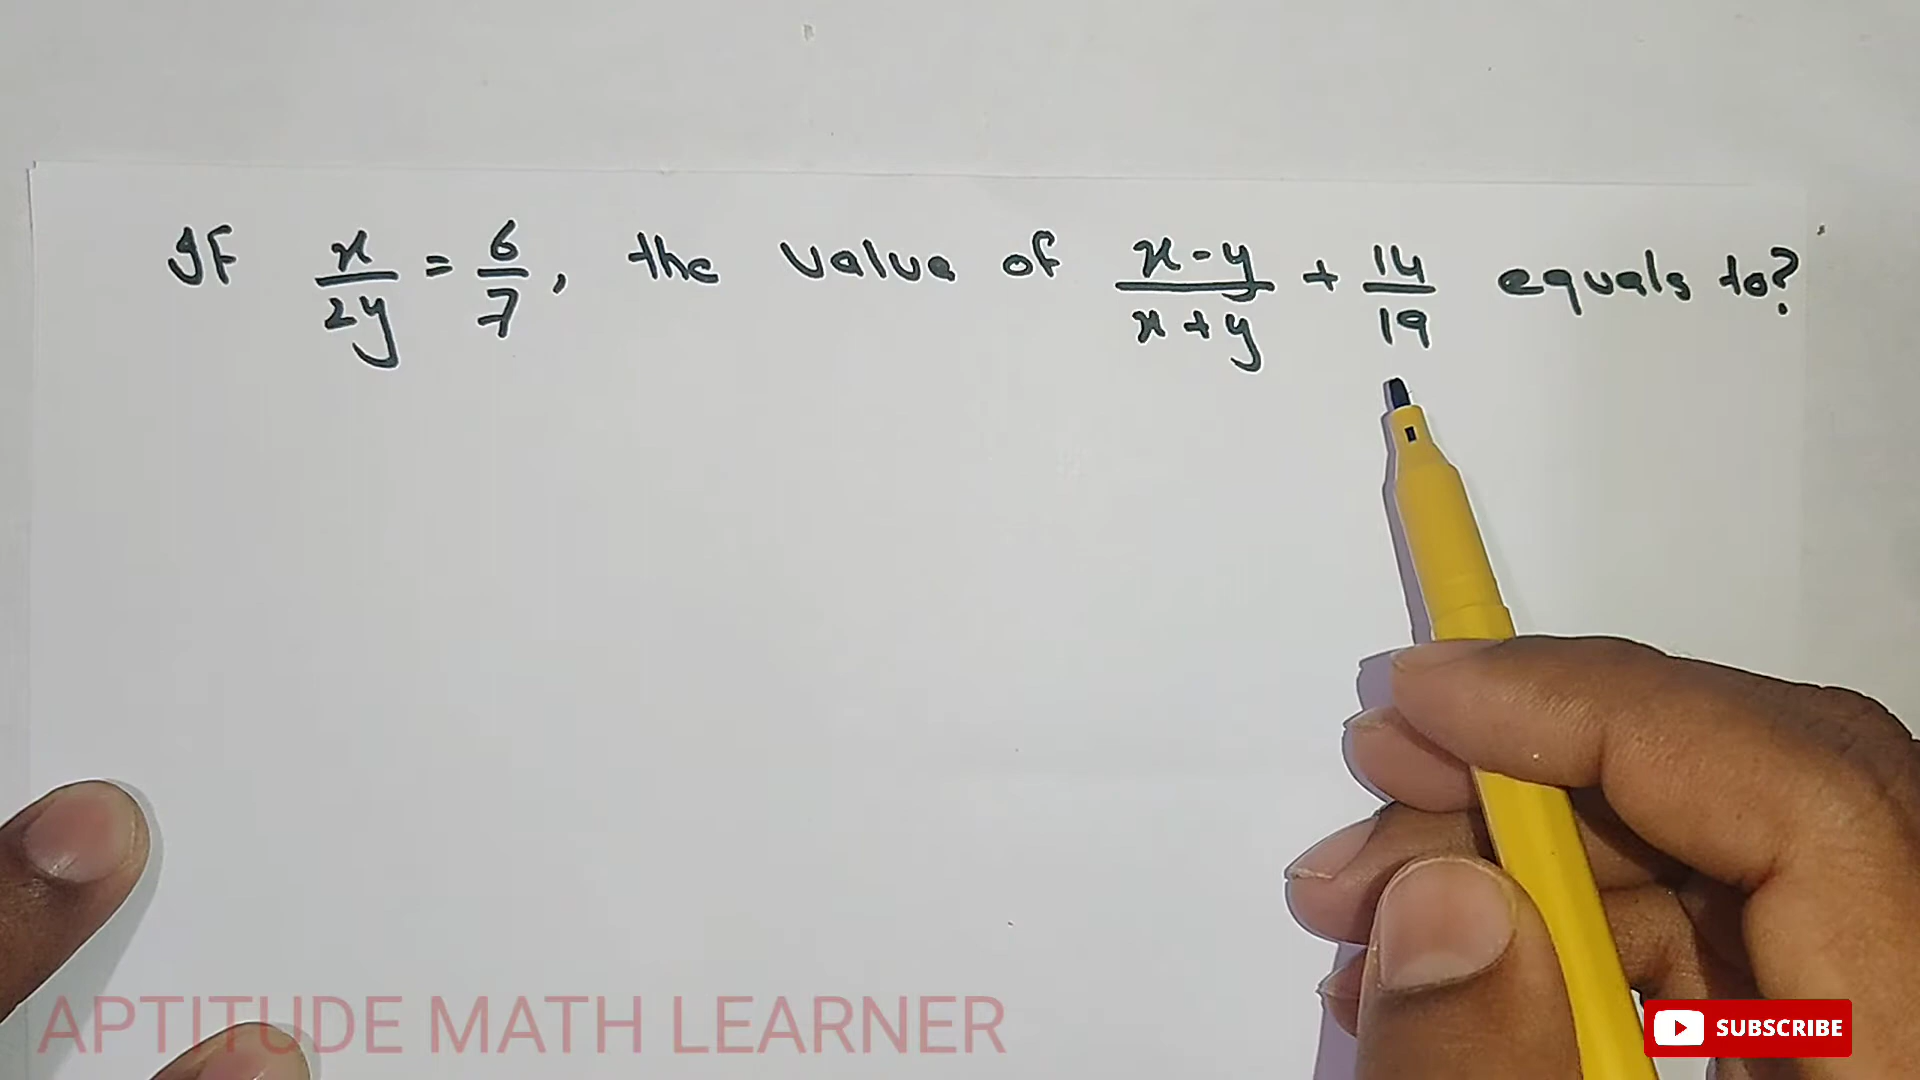 If x/2y = 6/7, the value of x-y/x+y + 14/19 equals to?
APTITUDE MATH LEARNER
SUBSCRIBE